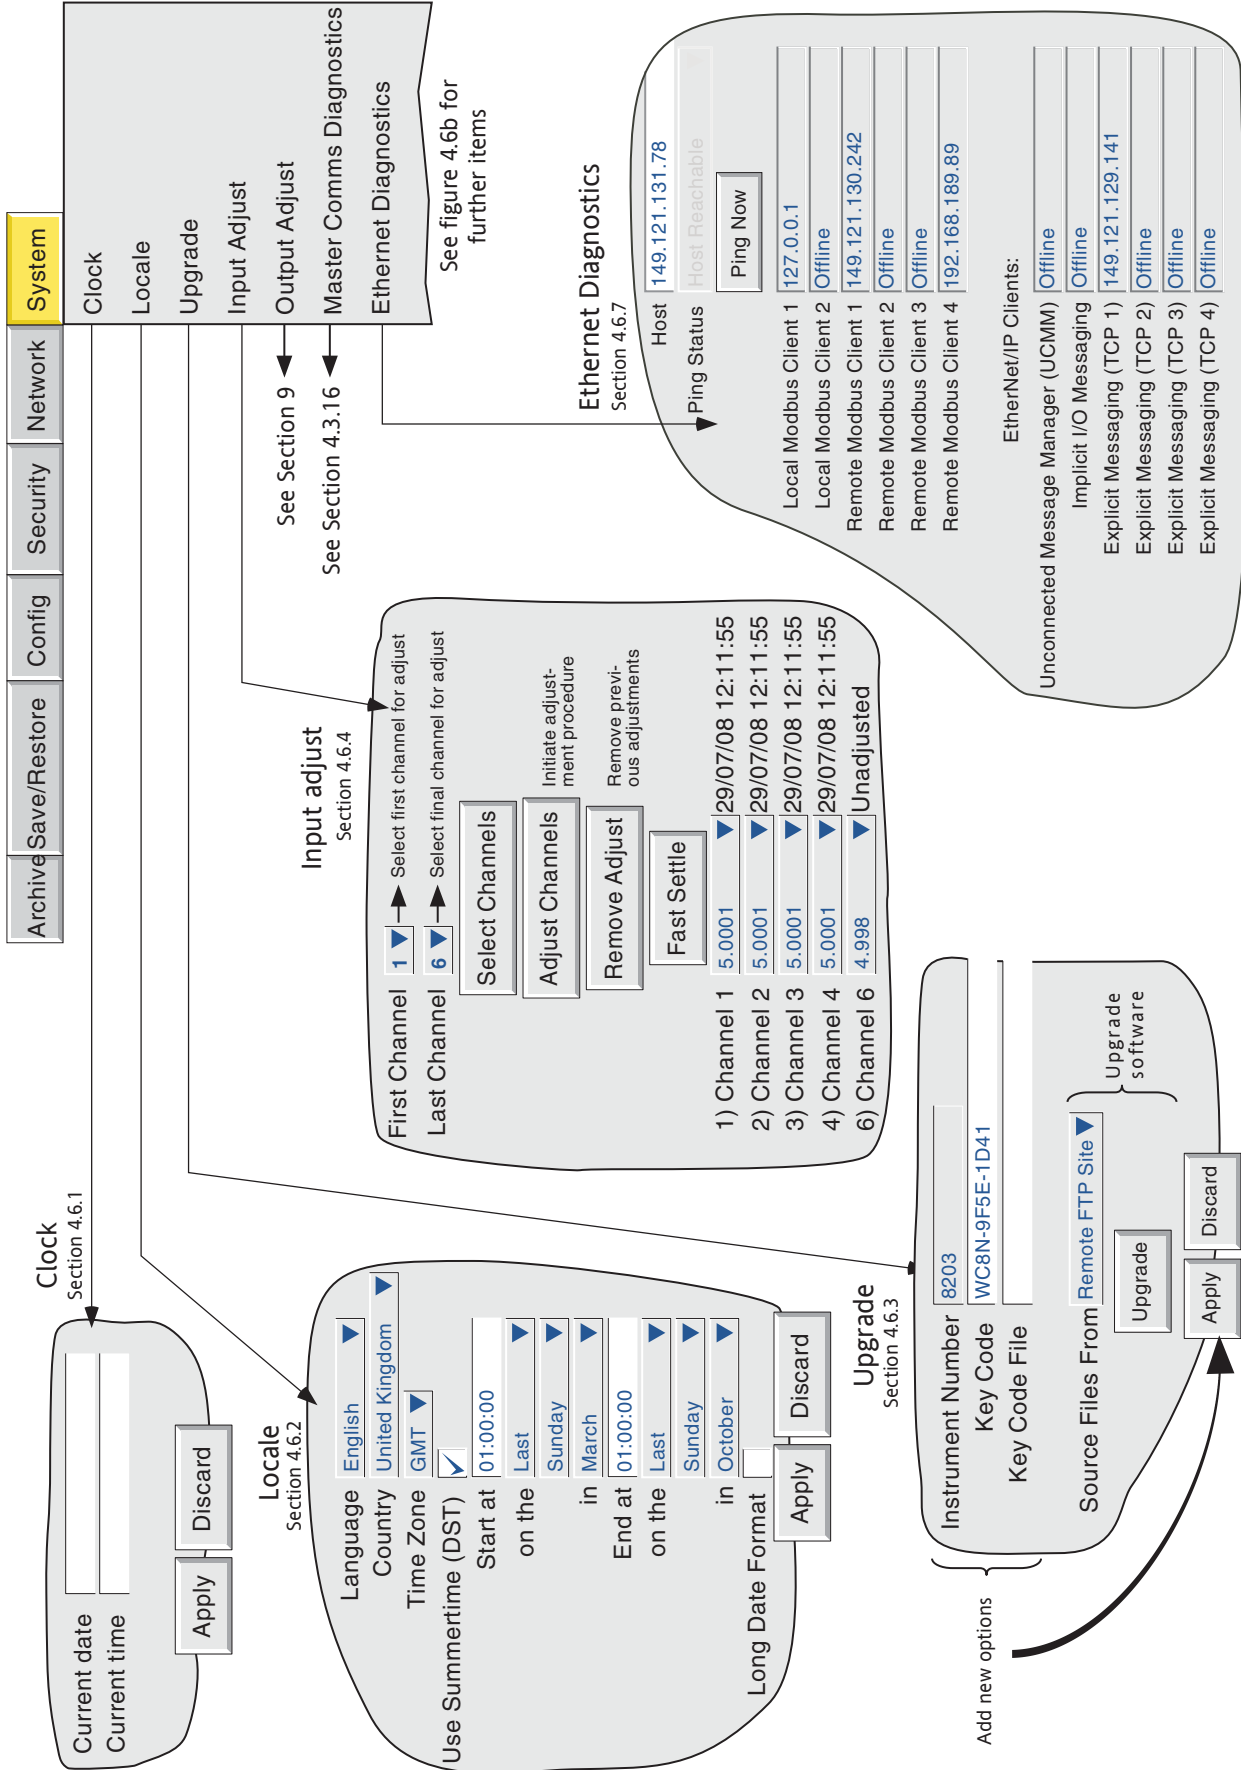 Archive Save/Restore Config Security Network System
Clock
Locale
Upgrade
Input Adjust
Output Adjust
Master Comms Diagnostics
Ethernet Diagnostics
See Section 9
See Section 4.3.16
See figure 4.6b for
further items
Clock
Section 4.6.1
Current date
Current time
Apply Discard
Locale
Section 4.6.2
Language English
Country United Kingdom
Time Zone GMT
Use Summertime (DST)
Start at 01:00:00
on the Last
Sunday
in March
End at 01:00:00
on the Last
Sunday
in October
Long Date Format
Apply Discard
Input adjust
Section 4.6.4
First Channel 1 Select first channel for adjust
Last Channel 6 Select final channel for adjust
Select Channels
Adjust Channels
Initiate adjust-
ment procedure
Remove Adjust
Remove previ-
ous adjustments
Fast Settle
1) Channel 1 5.0001 29/07/08 12:11:55
2) Channel 2 5.0001 29/07/08 12:11:55
3) Channel 3 5.0001 29/07/08 12:11:55
4) Channel 4 5.0001 29/07/08 12:11:55
6) Channel 6 4.998 Unadjusted
Upgrade
Section 4.6.3
Instrument Number 8203
Key Code WC8N-9F5E-1D41
Key Code File
Add new options
Source Files From Remote FTP Site
Upgrade
Upgrade
software
Apply Discard
Ethernet Diagnostics
Section 4.6.7
Host 149.121.131.78
Ping Status Host Reachable
Ping Now
Local Modbus Client 1 127.0.0.1
Local Modbus Client 2 Offline
Remote Modbus Client 1 149.121.130.242
Remote Modbus Client 2 Offline
Remote Modbus Client 3 Offline
Remote Modbus Client 4 192.168.189.89
EtherNet/IP Clients:
Unconnected Message Manager (UCMM) Offline
Implicit I/O Messaging Offline
Explicit Messaging (TCP 1) 149.121.129.141
Explicit Messaging (TCP 2) Offline
Explicit Messaging (TCP 3) Offline
Explicit Messaging (TCP 4) Offline